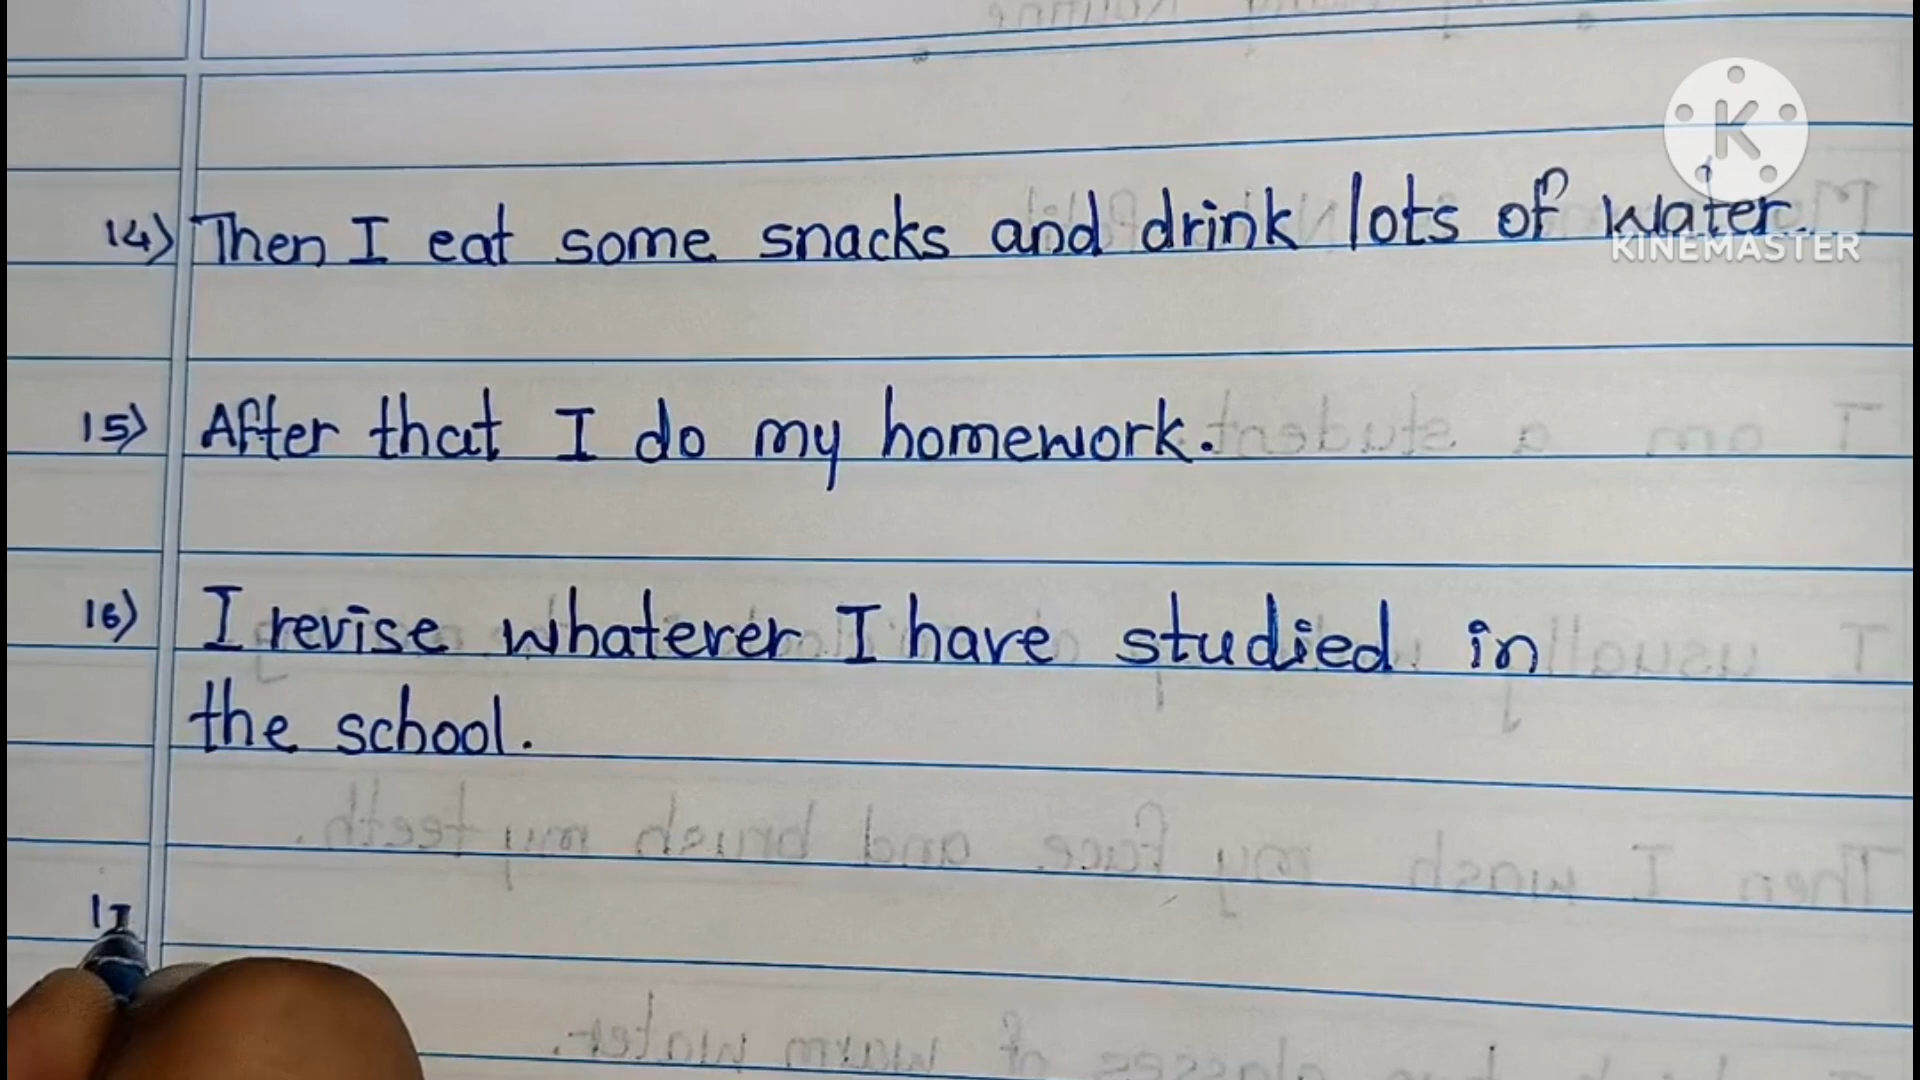 14) Then I eat some snacks and drink lots of water.
KINEMASTER
15) After that I do my homework.
16) I revise whatever I have studied in
the school.
17